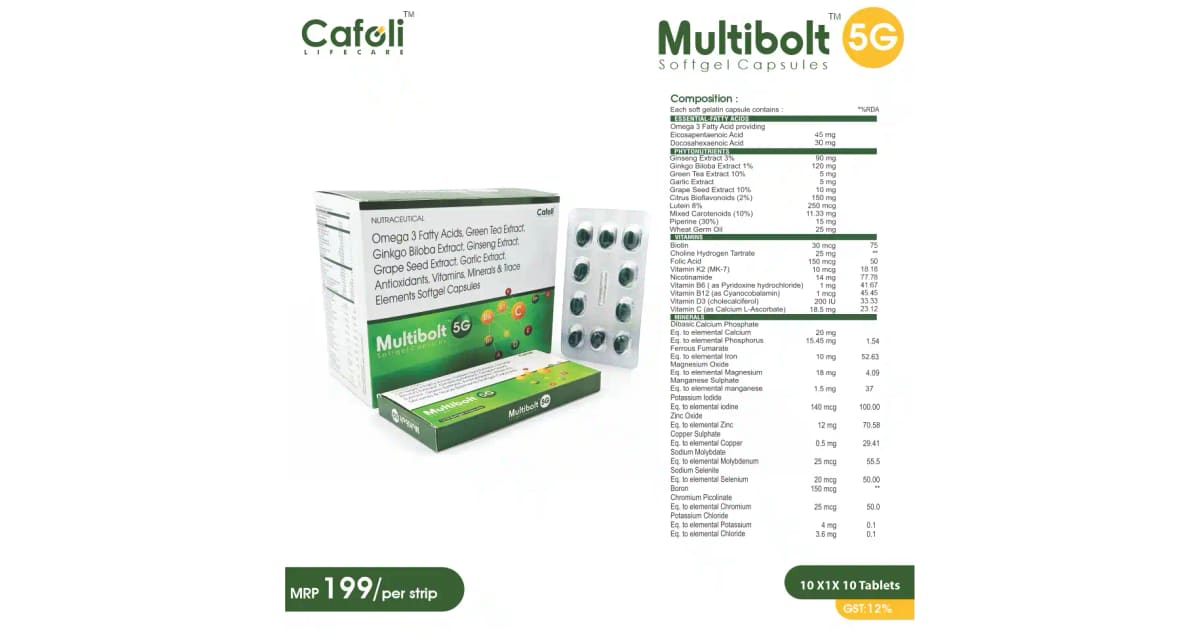 Cafoli™
LIFECARE
Multibolt™ 5G
Softgel Capsules
Composition :
Each soft gelatin capsule contains : *%RDA
ESSENTIAL-FATTY ACIDS
Omega 3 Fatty Acid providing
Eicosapentaenoic Acid 45 mg
Docosahexaenoic Acid 30 mg
PHYTONUTRIENTS
Ginseng Extract 3% 90 mg
Ginkgo Biloba Extract 1% 120 mg
Green Tea Extract 10% 5 mg
Garlic Extract 5 mg
Grape Seed Extract 10% 10 mg
Citrus Bioflavonoids (2%) 150 mg
Lutein 8% 250 mcg
Mixed Carotenoids (10%) 11.33 mg
Piperine (30%) 15 mg
Wheat Germ Oil 25 mg
VITAMINS
Biotin 30 mcg 75
Choline Hydrogen Tartrate 25 mg **
Folic Acid 150 mcg 50
Vitamin K2 (MK-7) 10 mcg 18.18
Nicotinamide 14 mg 77.78
Vitamin B6 ( as Pyridoxine hydrochloride) 1 mg 41.67
Vitamin B12 (as Cyanocobalamin) 1 mcg 45.45
Vitamin D3 (cholecalciferol) 200 IU 33.33
Vitamin C (as Calcium L-Ascorbate) 18.5 mg 23.12
MINERALS
Dibasic Calcium Phosphate
Eq. to elemental Calcium 20 mg
Eq. to elemental Phosphorus 15.45 mg 1.54
Ferrous Fumarate
Eq. to elemental Iron 10 mg 52.63
Magnesium Oxide
Eq. to elemental Magnesium 18 mg 4.09
Manganese Sulphate
Eq. to elemental manganese 1.5 mg 37
Potassium Iodide
Eq. to elemental iodine 140 mcg 100.00
Zinc Oxide
Eq. to elemental Zinc 12 mg 70.58
Copper Sulphate
Eq. to elemental Copper 0.5 mg 29.41
Sodium Molybdate
Eq. to elemental Molybdenum 25 mcg 55.5
Sodium Selenite
Eq. to elemental Selenium 20 mcg 50.00
Boron 150 mcg **
Chromium Picolinate
Eq. to elemental Chromium 25 mcg 50.0
Potassium Chloride
Eq. to elemental Potassium 4 mg 0.1
Eq. to elemental Chloride 3.6 mg 0.1
NUTRACEUTICAL
Cafoli
Omega 3 Fatty Acids, Green Tea Extract,
Ginkgo Biloba Extract, Ginseng Extract,
Grape Seed Extract, Garlic Extract,
Antioxidants, Vitamins, Minerals & Trace
Elements Softgel Capsules
Multibolt 5G
Softgel Capsules
Multibolt 5G
Multibolt 5G
Multibolt 5G
MRP 199/per strip
10 X1X 10 Tablets
GST:12%